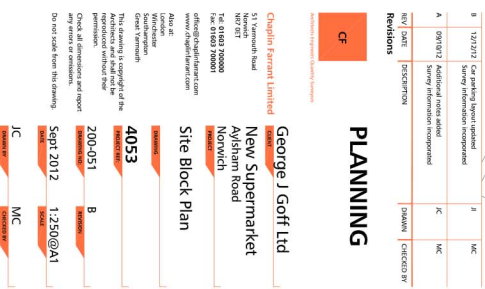 B 12/12/12 Car parking layout updated JI MC
Survey information incorporated
A 09/10/12 Additional notes added JC MC
Survey information incorporated
REV DATE DESCRIPTION DRAWN CHECKED BY
Revisions
CF
PLANNING
Architects Engineers Quantity Surveyors
Chaplin Farrant Limited
51 Yarmouth Road
Norwich
NR7 0ET
Tel: 01603 700000
Fax: 01603 700001
office@chaplinfarrant.com
www.chaplinfarrant.com
Also at:
London
Winchester
Southampton
Great Yarmouth
This drawing is copyright of the
Architects and shall not be
reproduced without their
permission.
Check all dimensions and report
any errors or omissions.
Do not scale from this drawing.
George J Goff Ltd
CLIENT
New Supermarket
Aylsham Road
Norwich
PROJECT
Site Block Plan
DRAWING
4053
PROJECT REF:
200-051 B
DRAWING NO: REVISION
Sept 2012 1:250@A1
DATE SCALE
JC MC
DRAWN BY CHECKED BY